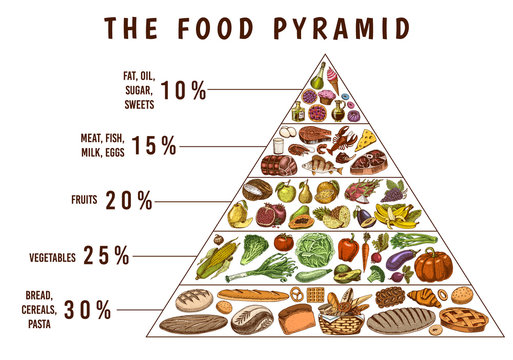 THE FOOD PYRAMID
FAT, OIL,
SUGAR,
SWEETS
10%
MEAT, FISH,
MILK, EGGS
15%
FRUITS 20%
VEGETABLES 25%
BREAD,
CEREALS,
PASTA
30%